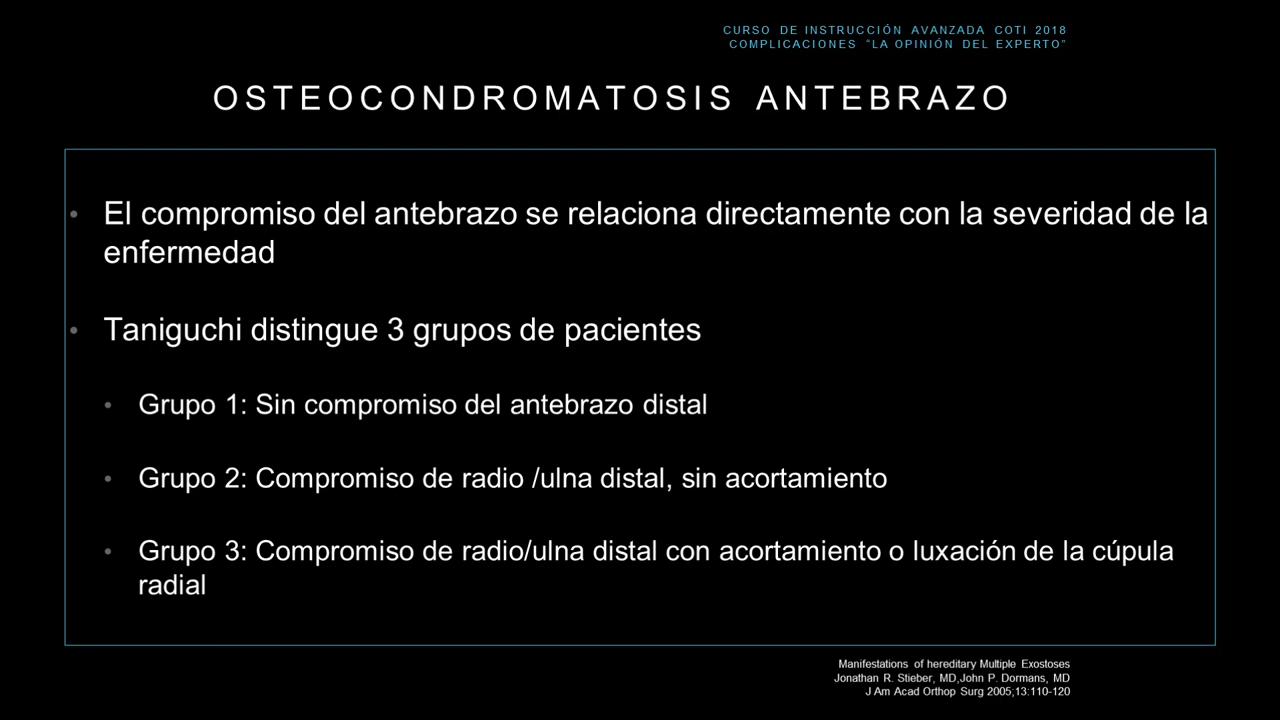 CURSO DE INSTRUCCIÓN AVANZADA COTI 2018
COMPLICACIONES “LA OPINIÓN DEL EXPERTO”
OSTEOCONDROMATOSIS ANTEBRAZO
• El compromiso del antebrazo se relaciona directamente con la severidad de la
enfermedad
• Taniguchi distingue 3 grupos de pacientes
• Grupo 1: Sin compromiso del antebrazo distal
• Grupo 2: Compromiso de radio /ulna distal, sin acortamiento
• Grupo 3: Compromiso de radio/ulna distal con acortamiento o luxación de la cúpula
radial
Manifestations of hereditary Multiple Exostoses
Jonathan R. Stieber, MD,John P. Dormans, MD
J Am Acad Orthop Surg 2005;13:110-120